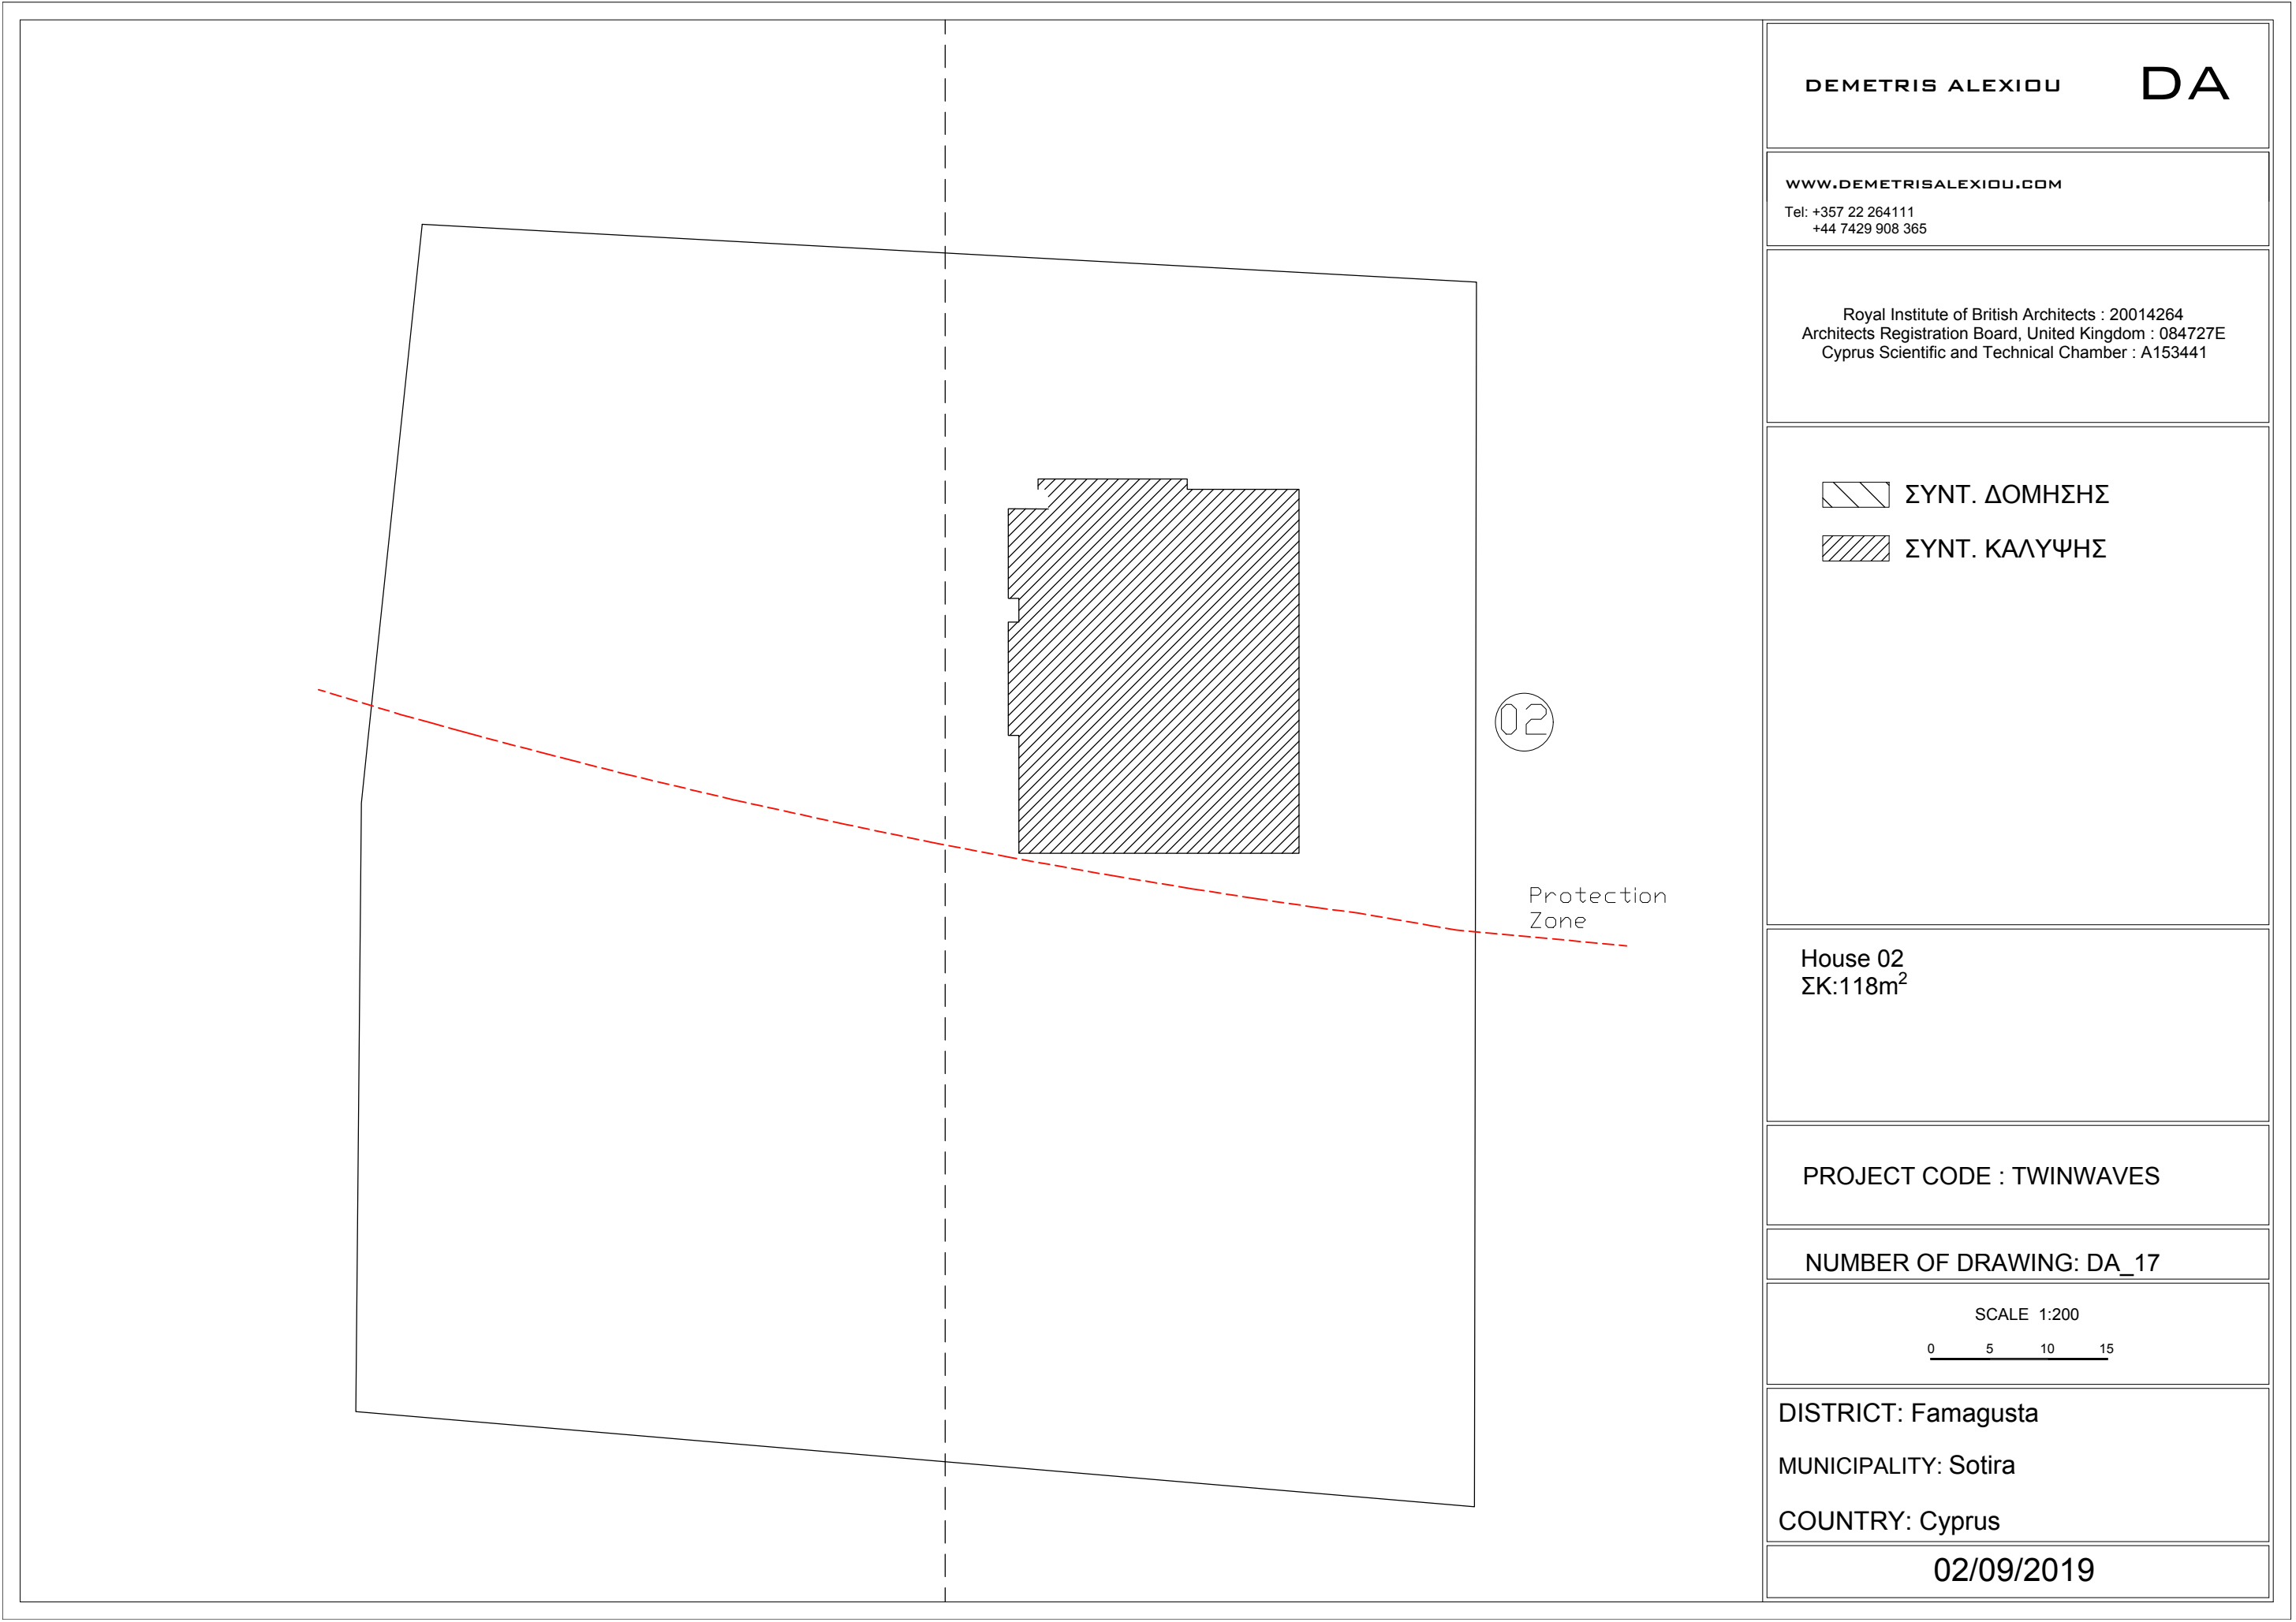 DEMETRIS ALEXIOU DA
WWW.DEMETRISALEXIOU.COM
Tel: +357 22 264111
+44 7429 908 365
Royal Institute of British Architects : 20014264
Architects Registration Board, United Kingdom : 084727E
Cyprus Scientific and Technical Chamber : A153441
ΣΥΝΤ. ΔΟΜΗΣΗΣ
ΣΥΝΤ. ΚΑΛΥΨΗΣ
02
Protection
Zone
House 02
ΣΚ:118m²
PROJECT CODE : TWINWAVES
NUMBER OF DRAWING: DA_17
SCALE 1:200
0 5 10 15
DISTRICT: Famagusta
MUNICIPALITY: Sotira
COUNTRY: Cyprus
02/09/2019